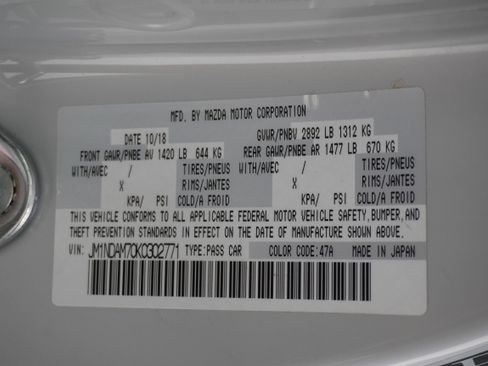 MFD. BY MAZDA MOTOR CORPORATION
DATE 10/18 GVWR/PNBV 2892 LB 1312 KG
FRONT GAWR/PNBE AV 1420 LB 644 KG REAR GAWR/PNBE AR 1477 LB 670 KG
WITH/AVEC / TIRES/PNEUS WITH/AVEC / TIRES/PNEUS
X RIMS/JANTES X RIMS/JANTES
KPA/ PSI COLD/A FROID KPA/ PSI COLD/A FROID
THIS VEHICLE CONFORMS TO ALL APPLICABLE FEDERAL MOTOR VEHICLE SAFETY, BUMPER, AND
THEFT PREVENTION STANDARDS IN EFFECT ON THE DATE OF MANUFACTURE SHOWN ABOVE.
VIN: JM1NDAM70K0302771 TYPE:PASS CAR COLOR CODE: 47A MADE IN JAPAN